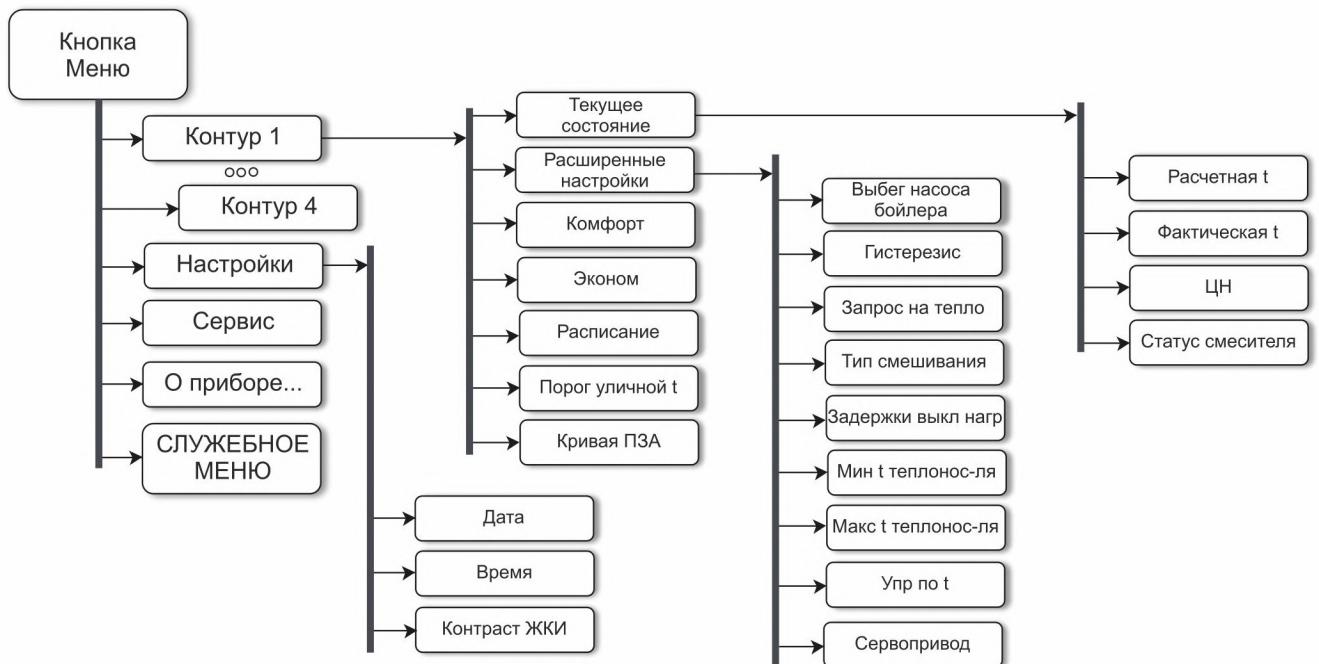 Кнопка
Меню
Контур 1
ооо
Контур 4
Настройки
Сервис
О приборе...
СЛУЖЕБНОЕ
МЕНЮ
Текущее
состояние
Расширенные
настройки
Комфорт
Эконом
Расписание
Порог уличной t
Кривая ПЗА
Дата
Время
Контраст ЖКИ
Выбег насоса
бойлера
Гистерезис
Запрос на тепло
Тип смешивания
Задержки выкл нагр
Мин t теплонос-ля
Макс t теплонос-ля
Упр по t
Сервопривод
Расчетная t
Фактическая t
ЦН
Статус смесителя